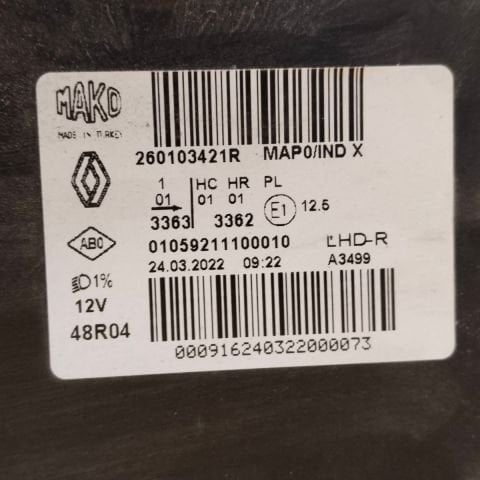 MAKO
MADE IN TURKEY
260103421R MAP0/IND X
1 HC HR PL
01 01 01
3363 3362 E1 12.5
ABO
01059211100010 LHD-R
24.03.2022 09:22 A3499
1%
12V
48R04
000916240322000073